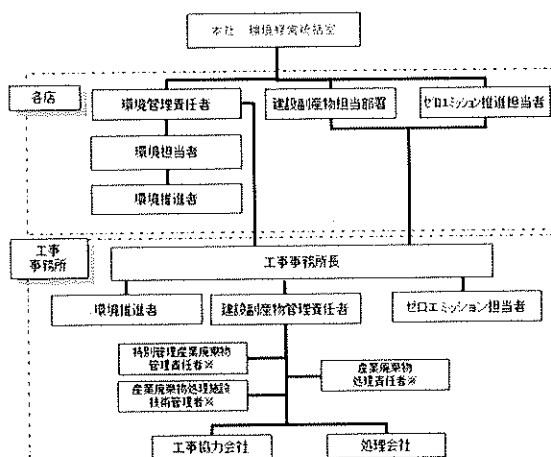 本社 環境経営統括室
各店
環境管理責任者
建設副産物担当部署
ゼロエミッション推進担当者
環境担当者
環境推進者
工事
事務所
工事事務所長
環境推進者
建設副産物管理責任者
ゼロエミッション担当者
特別管理産業廃棄物
管理責任者※
産業廃棄物
処理責任者※
産業廃棄物処理施設
技術管理者※
工事協力会社
処理会社